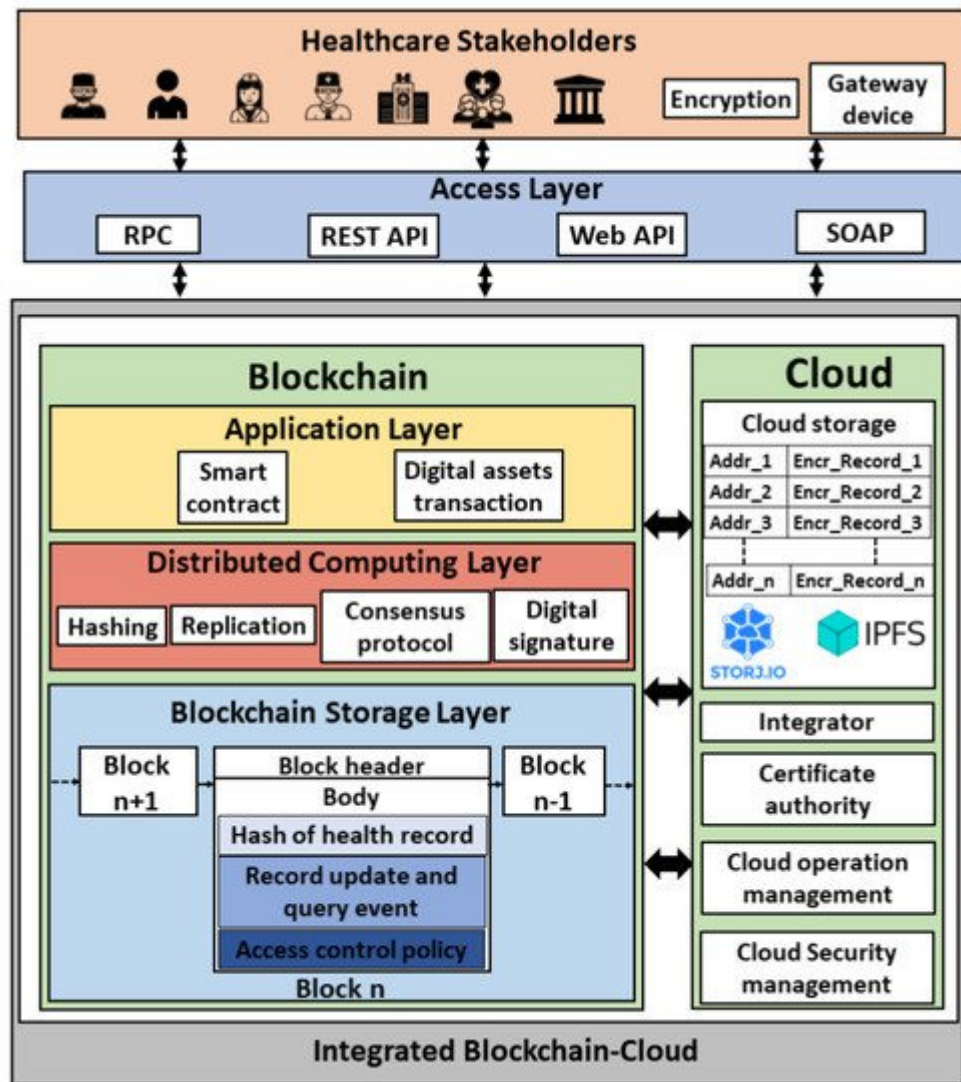 Healthcare Stakeholders
Encryption
Gateway
device
Access Layer
RPC
REST API
Web API
SOAP
Blockchain
Application Layer
Smart
contract
Digital assets
transaction
Distributed Computing Layer
Hashing
Replication
Consensus
protocol
Digital
signature
Blockchain Storage Layer
Block
n+1
Block header
Body
Hash of health record
Record update and
query event
Access control policy
Block n
Block
n-1
Cloud
Cloud storage
Addr_1 Encr_Record_1
Addr_2 Encr_Record_2
Addr_3 Encr_Record_3
Addr_n Encr_Record_n
STORJ.IO
IPFS
Integrator
Certificate
authority
Cloud operation
management
Cloud Security
management
Integrated Blockchain-Cloud